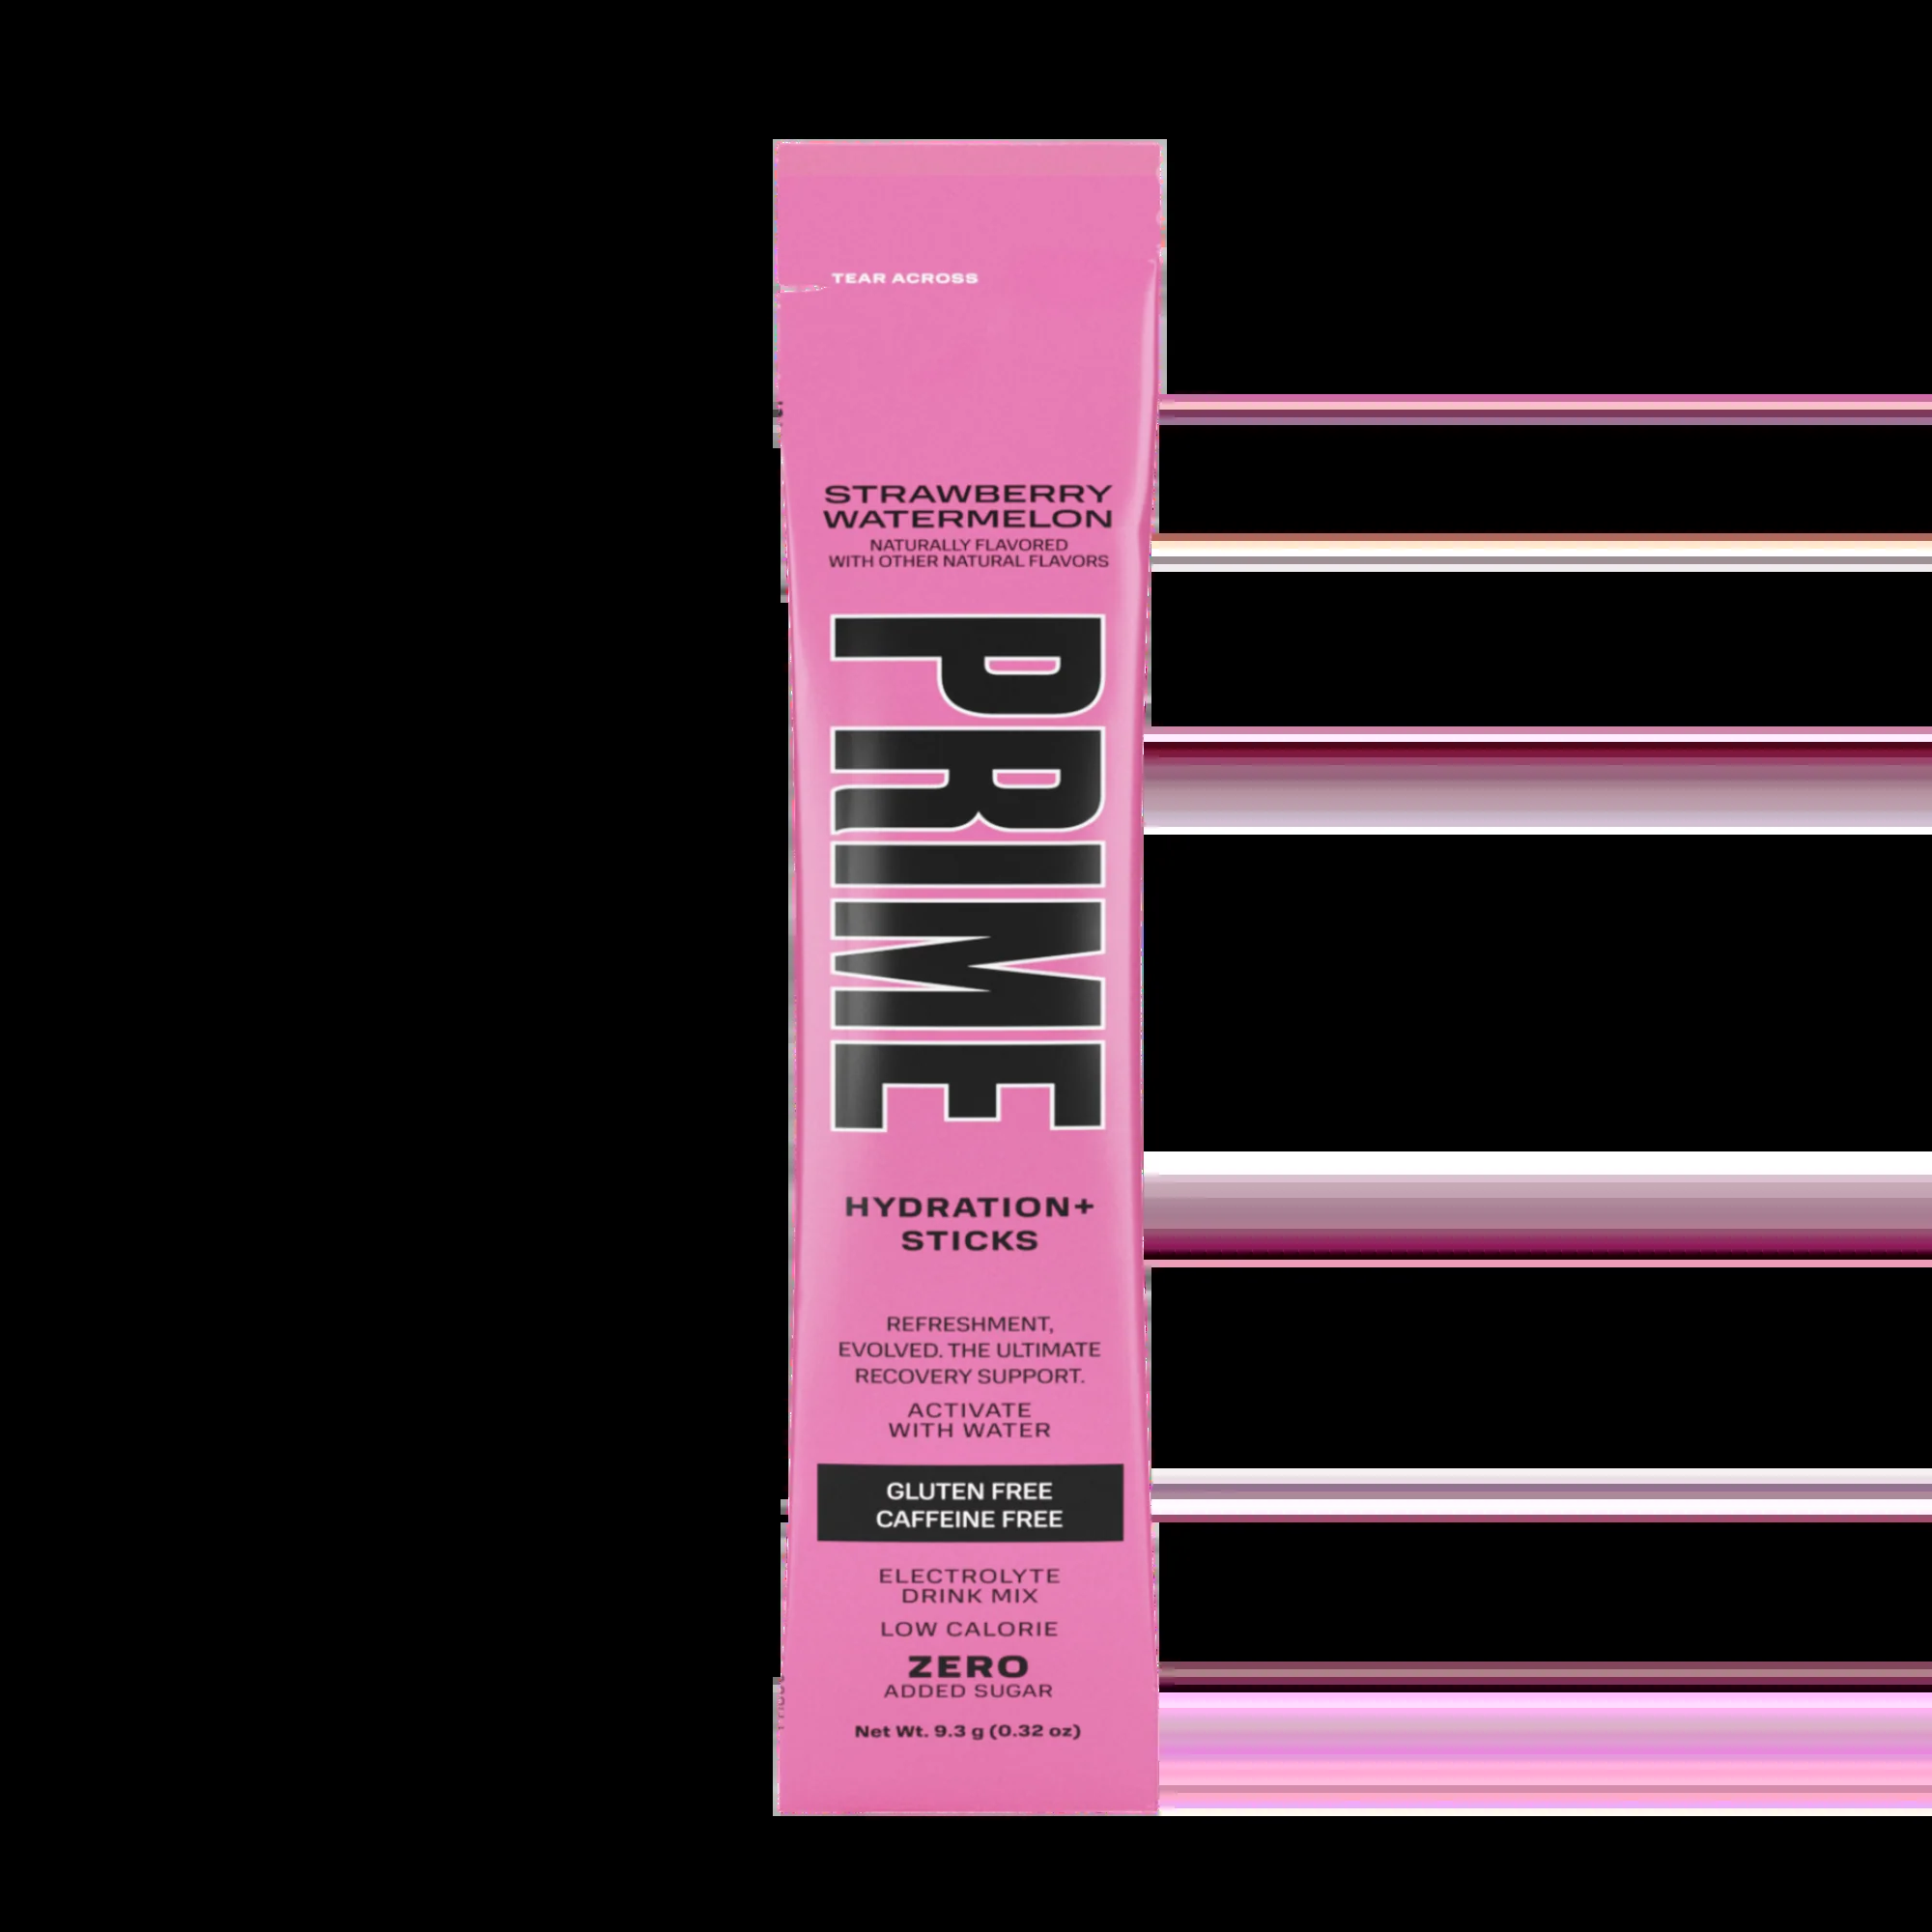 TEAR ACROSS
STRAWBERRY
WATERMELON
NATURALLY FLAVORED
WITH OTHER NATURAL FLAVORS
PRIME
HYDRATION+
STICKS
REFRESHMENT,
EVOLVED. THE ULTIMATE
RECOVERY SUPPORT.
ACTIVATE
WITH WATER
GLUTEN FREE
CAFFEINE FREE
ELECTROLYTE
DRINK MIX
LOW CALORIE
ZERO
ADDED SUGAR
Net Wt. 9.3 g (0.32 oz)